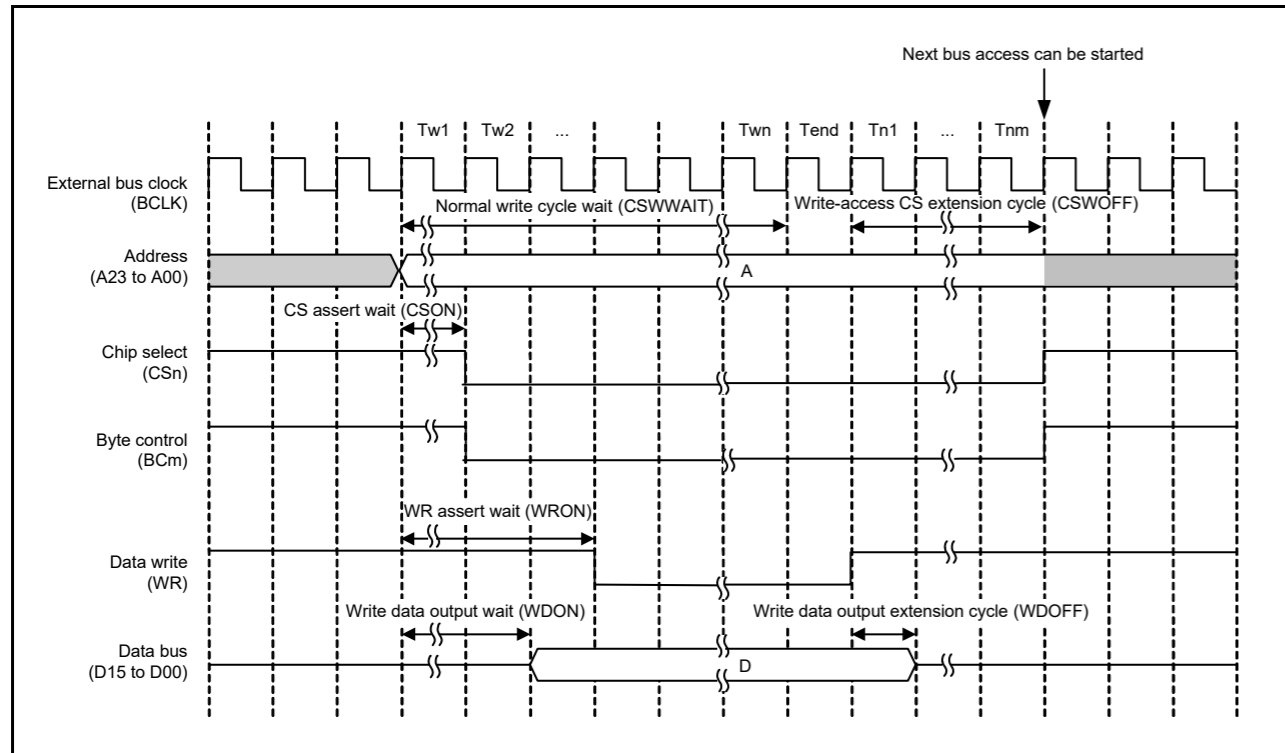 Next bus access can be started
Tw1 Tw2 ... Twn Tend Tn1 ... Tnm
External bus clock
(BCLK)
Normal write cycle wait (CSWWAIT)
Write-access CS extension cycle (CSWOFF)
Address
(A23 to A00)
A
CS assert wait (CSON)
Chip select
(CSn)
Byte control
(BCm)
WR assert wait (WRON)
Data write
(WR)
Write data output wait (WDON)
Write data output extension cycle (WDOFF)
Data bus
(D15 to D00)
D